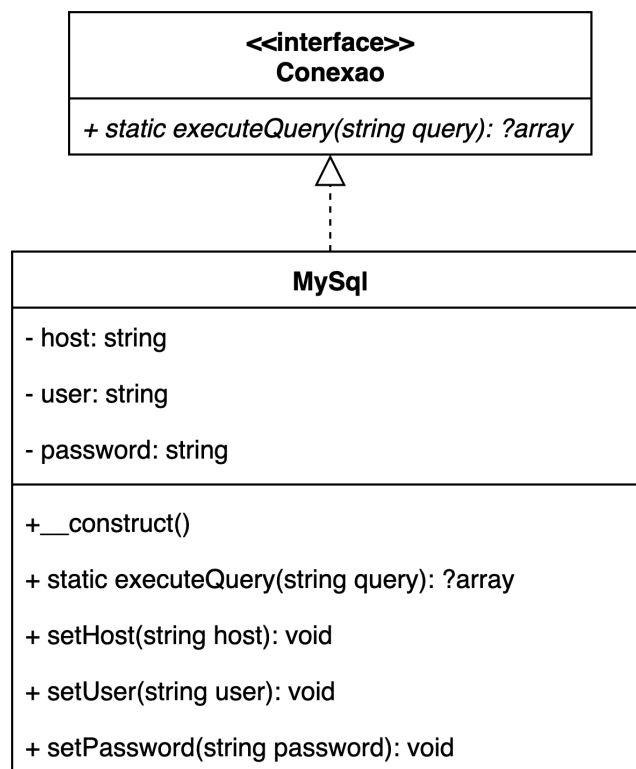 <<interface>>
Conexao
+ static executeQuery(string query): ?array
MySql
- host: string
- user: string
- password: string
+__construct()
+ static executeQuery(string query): ?array
+ setHost(string host): void
+ setUser(string user): void
+ setPassword(string password): void